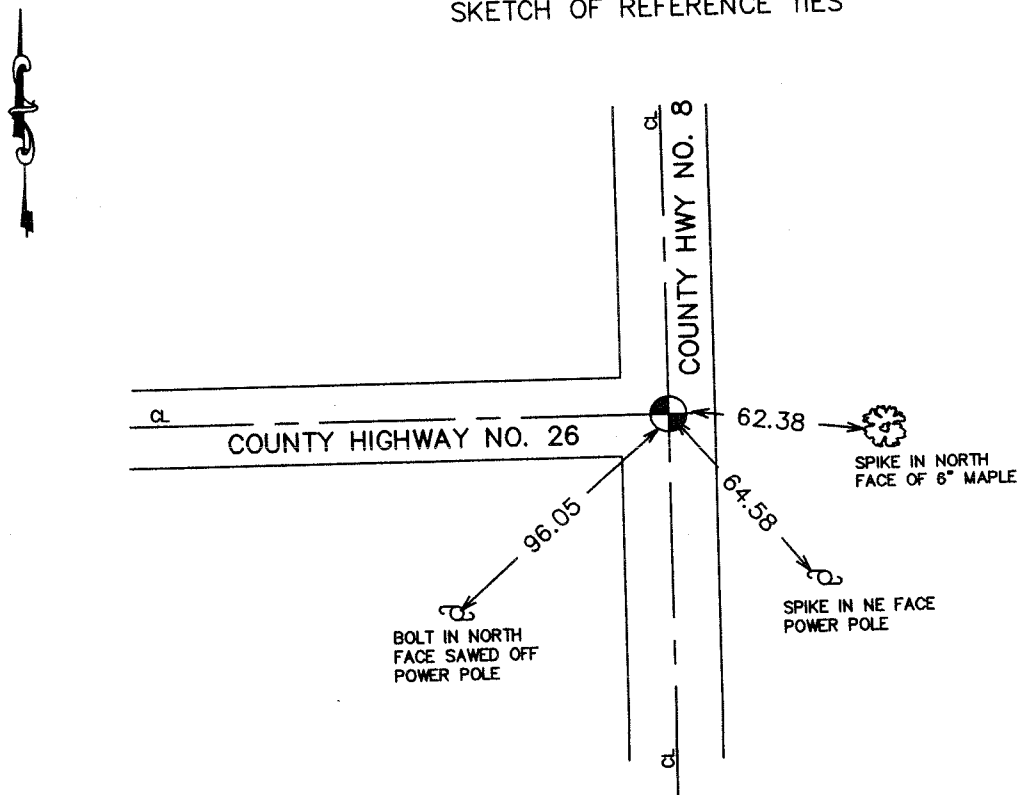 SKETCH OF REFERENCE TIES
CL
COUNTY HWY NO. 8
CL
COUNTY HIGHWAY NO. 26
62.38
SPIKE IN NORTH
FACE OF 6" MAPLE
64.58
96.05
SPIKE IN NE FACE
POWER POLE
BOLT IN NORTH
FACE SAWED OFF
POWER POLE
CL